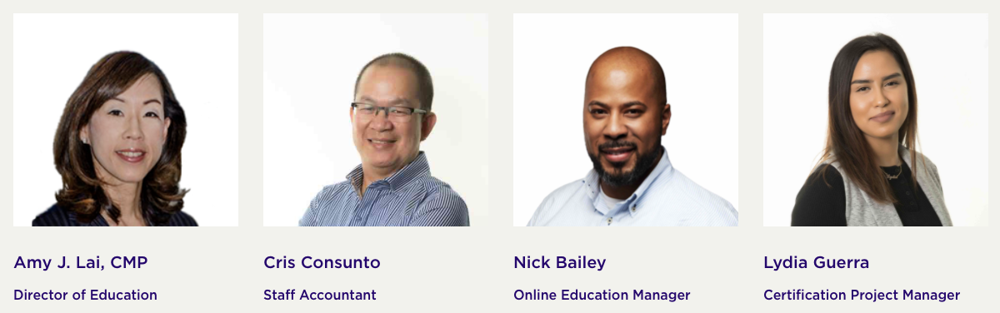 Amy J. Lai, CMP
Director of Education
Cris Consunto
Staff Accountant
Nick Bailey
Online Education Manager
Lydia Guerra
Certification Project Manager